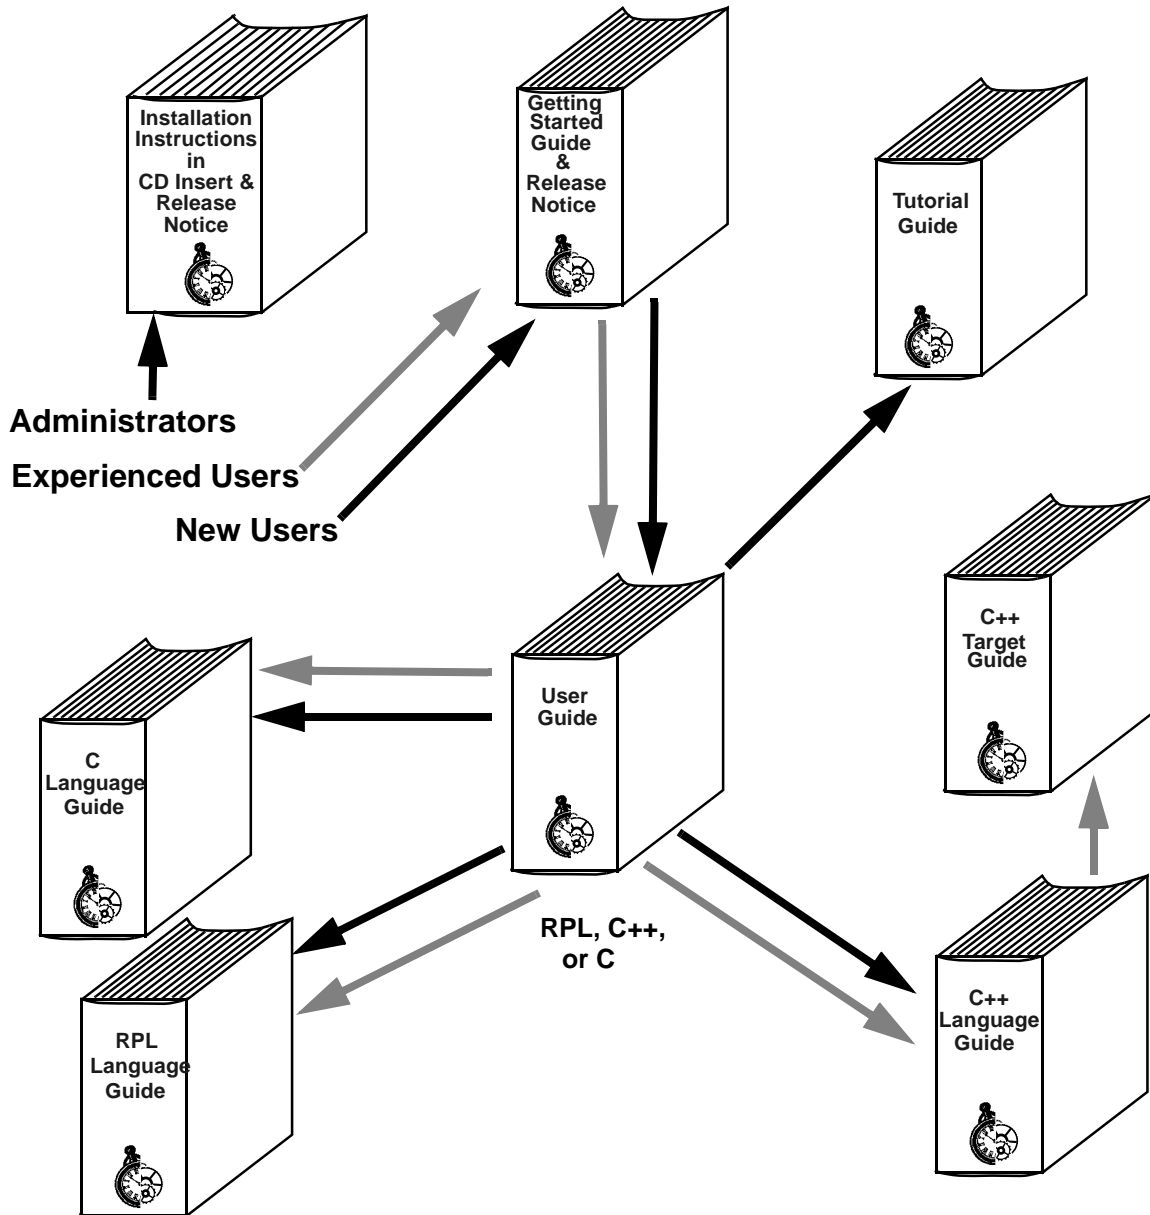 Installation
Instructions
in
CD Insert &
Release
Notice
Getting
Started
Guide
&
Release
Notice
Tutorial
Guide
Administrators
Experienced Users
New Users
C++
Target
Guide
User
Guide
C
Language
Guide
RPL, C++,
or C
C++
Language
Guide
RPL
Language
Guide